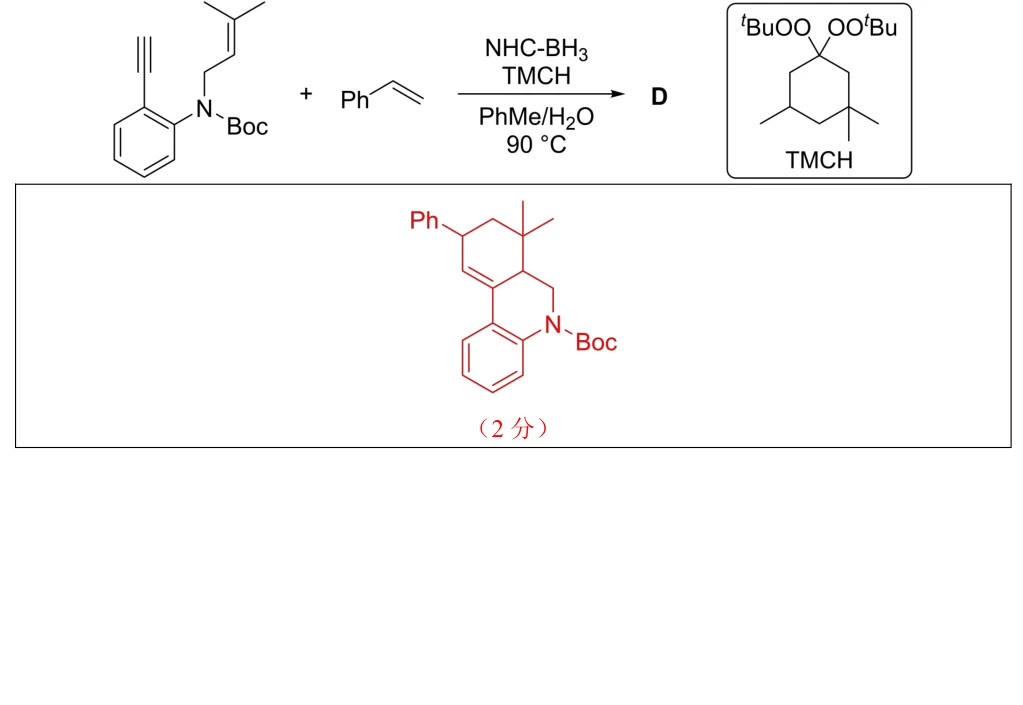 NHC-BH₃
TMCH
PhMe/H₂O
90 °C
N
Boc
+
Ph
D
ᵗBuOO OOᵗBu
TMCH
Ph
N
Boc
（2 分）